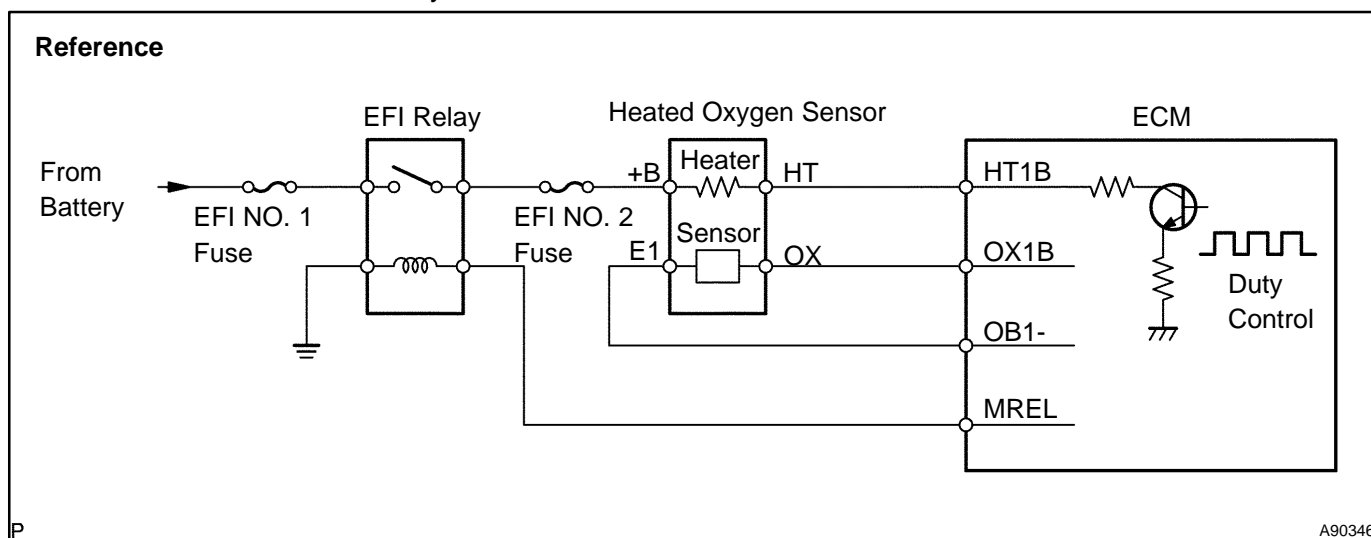 Reference
EFI Relay
Heated Oxygen Sensor
ECM
From
Battery
EFI NO. 1
Fuse
EFI NO. 2
Fuse
+B
Heater
HT
HT1B
E1
Sensor
OX
OX1B
OB1-
MREL
Duty
Control
P
A90346